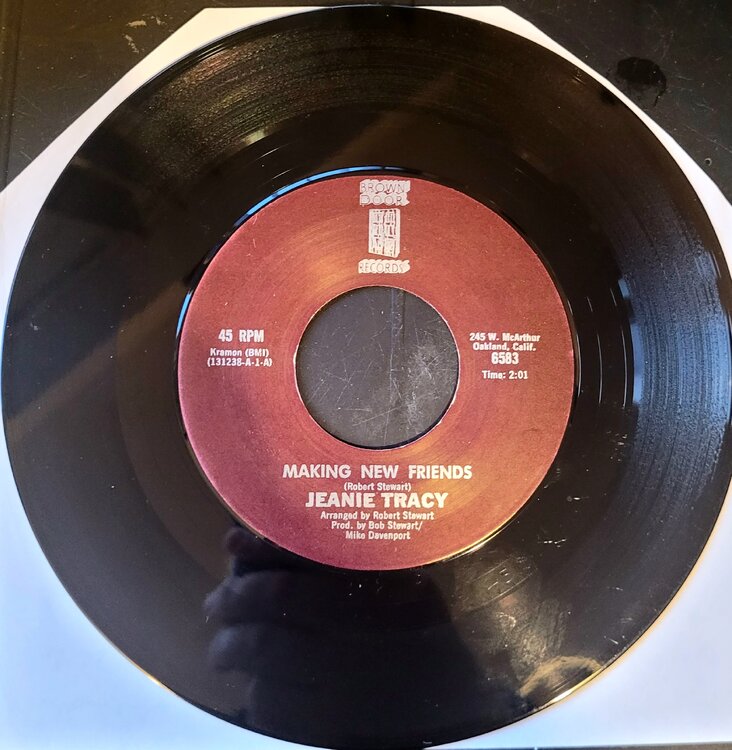 BROWN
DOOR
RECORDS
45 RPM
Kramon (BMI)
(131238-A-1-A)
245 W. McArthur
Oakland, Calif.
6583
Time: 2:01
MAKING NEW FRIENDS
(Robert Stewart)
JEANIE TRACY
Arranged by Robert Stewart
Prod. by Bob Stewart/
Mike Davenport